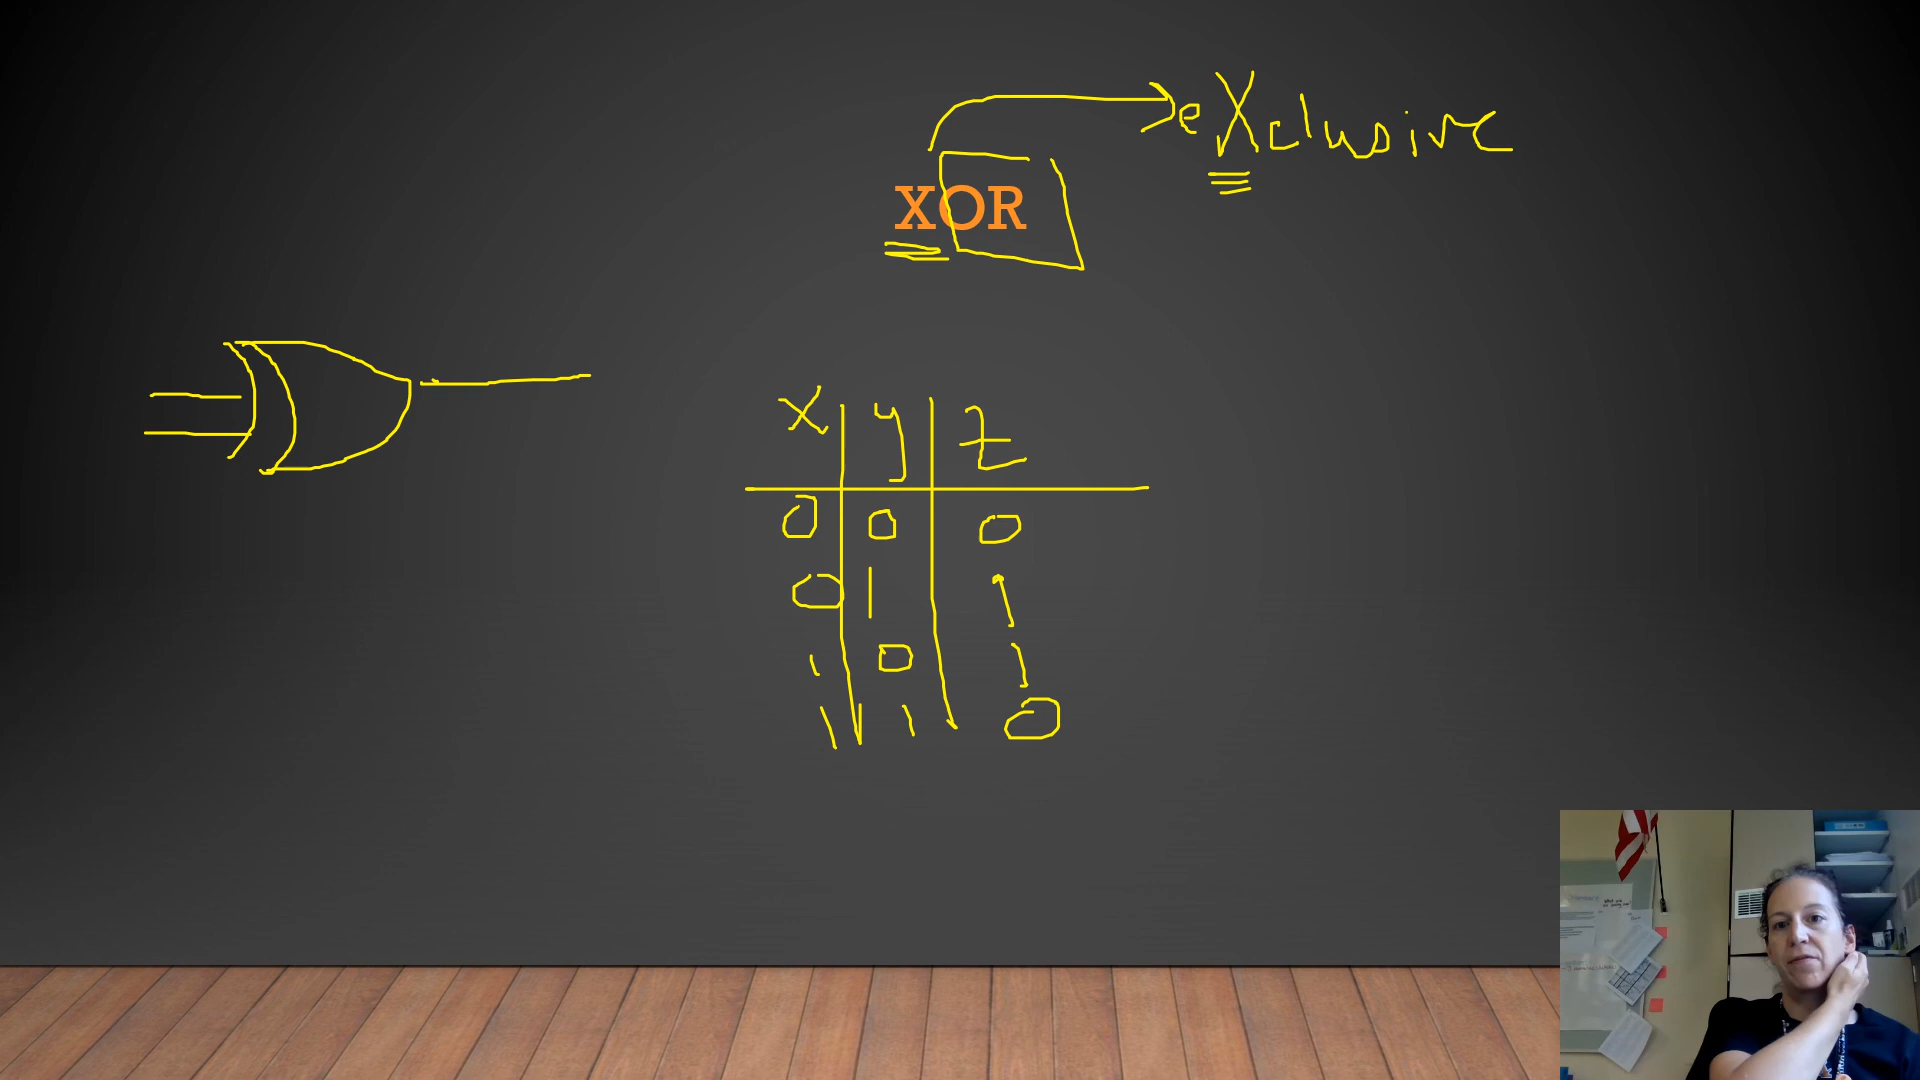 eXclusive
XOR
X y Z
0 0 0
0 1 1
1 0 1
1 1 0